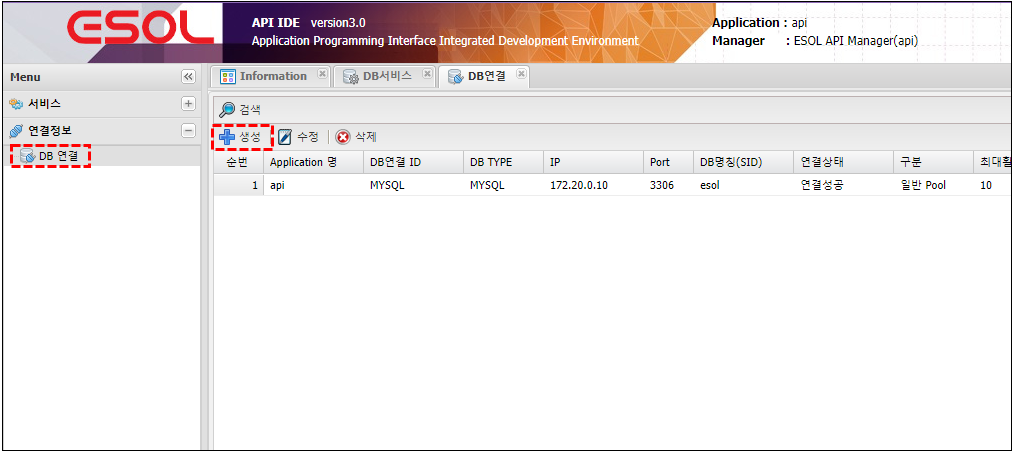 ESOL
API IDE version3.0
Application Programming Interface Integrated Development Environment
Application : api
Manager : ESOL API Manager(api)
Menu
서비스
연결정보
DB 연결
Information
DB서비스
DB연결
검색
생성
수정
삭제
순번 Application 명 DB연결 ID DB TYPE IP Port DB명칭(SID) 연결상태 구분 최대활
1 api MYSQL MYSQL 172.20.0.10 3306 esol 연결성공 일반 Pool 10